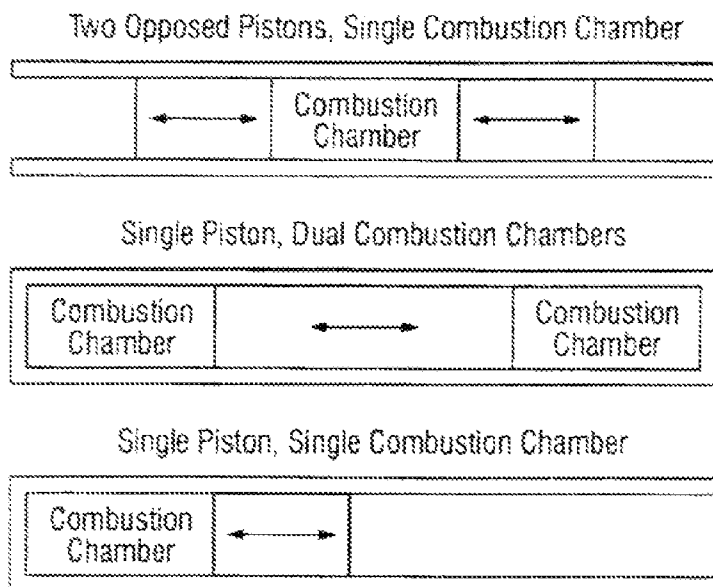 Two Opposed Pistons, Single Combustion Chamber
Combustion
Chamber
Single Piston, Dual Combustion Chambers
Combustion
Chamber
Combustion
Chamber
Single Piston, Single Combustion Chamber
Combustion
Chamber